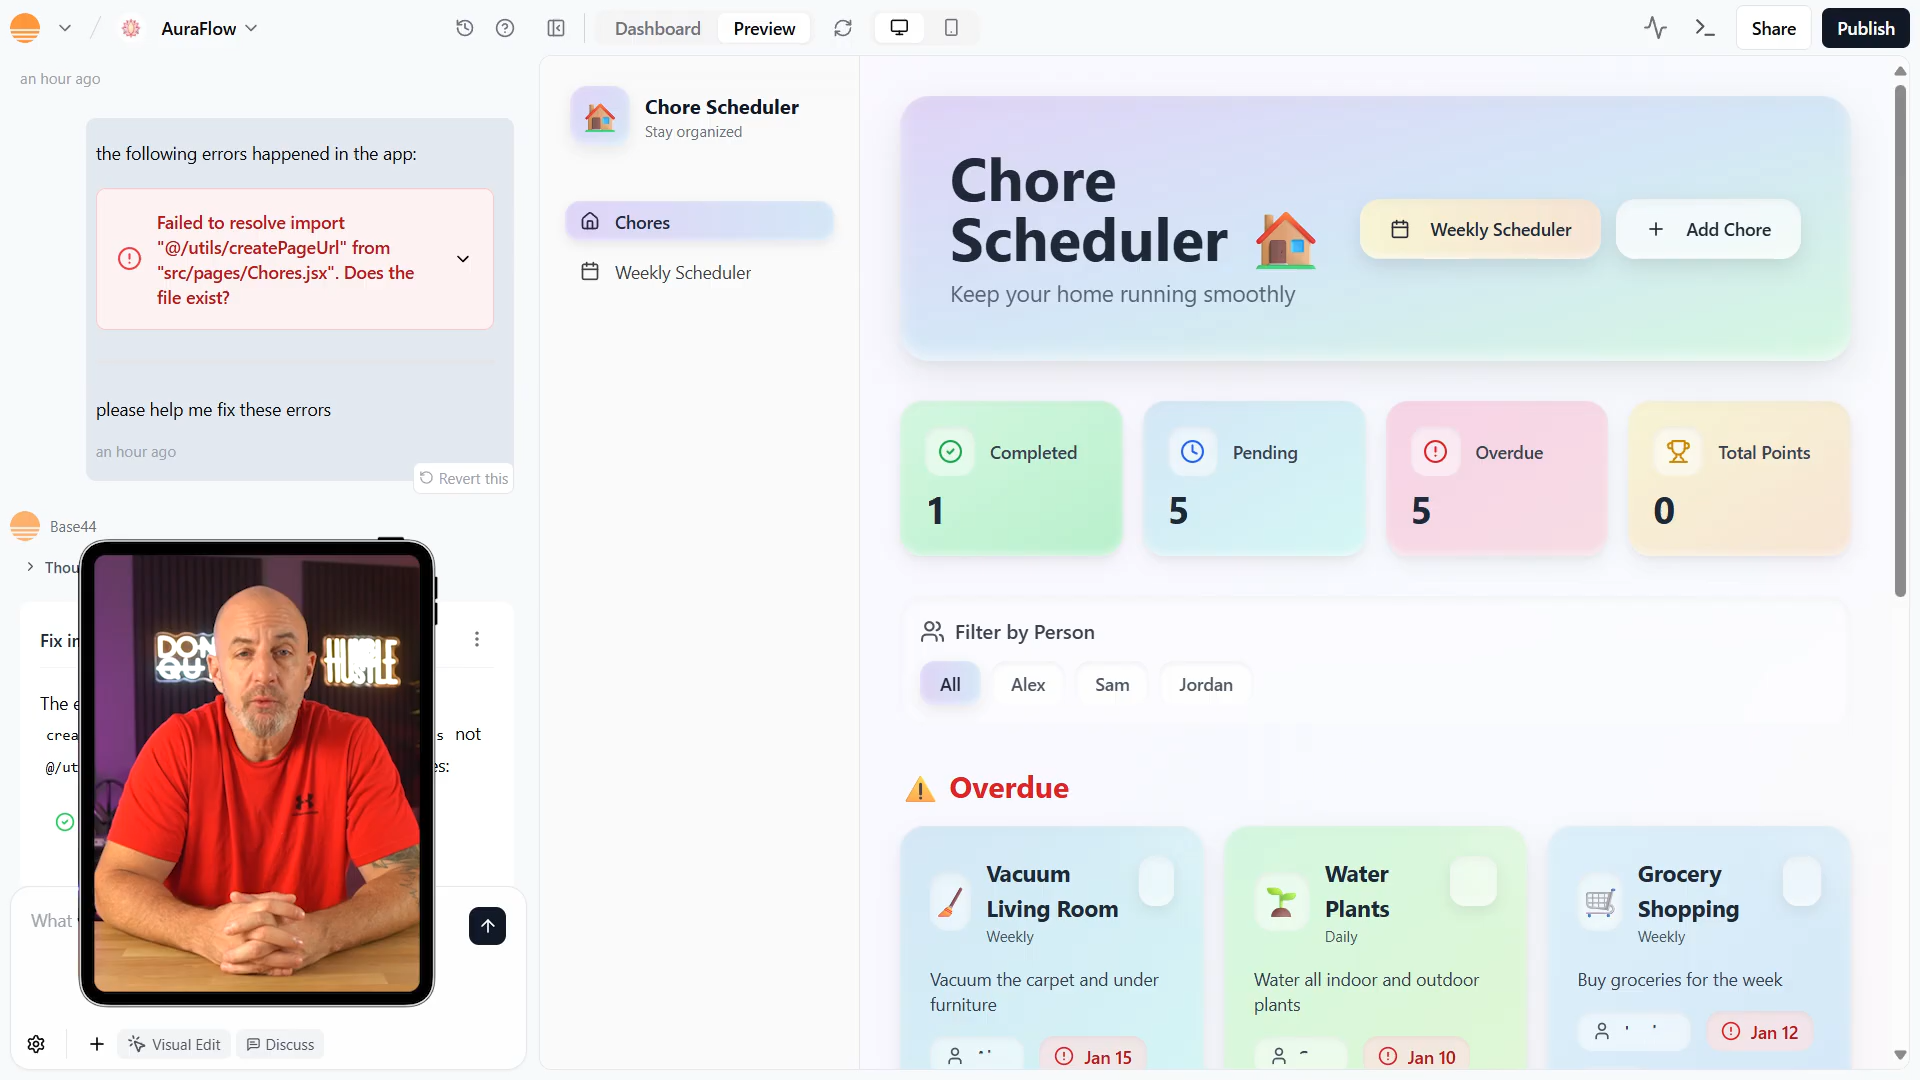 AuraFlow
Dashboard
Preview
Share
Publish
an hour ago
the following errors happened in the app:
Failed to resolve import
"@/utils/createPageUrl" from
"src/pages/Chores.jsx". Does the
file exist?
please help me fix these errors
an hour ago
Revert this
Base44
not
What
Visual Edit
Discuss
DON
HUSTLE
Chore Scheduler
Stay organized
Chores
Weekly Scheduler
Chore
Scheduler
Keep your home running smoothly
Weekly Scheduler
Add Chore
Completed
1
Pending
5
Overdue
5
Total Points
0
Filter by Person
All
Alex
Sam
Jordan
Overdue
Vacuum
Living Room
Weekly
Vacuum the carpet and under
furniture
Jan 15
Water
Plants
Daily
Water all indoor and outdoor
plants
Jan 10
Grocery
Shopping
Weekly
Buy groceries for the week
Jan 12